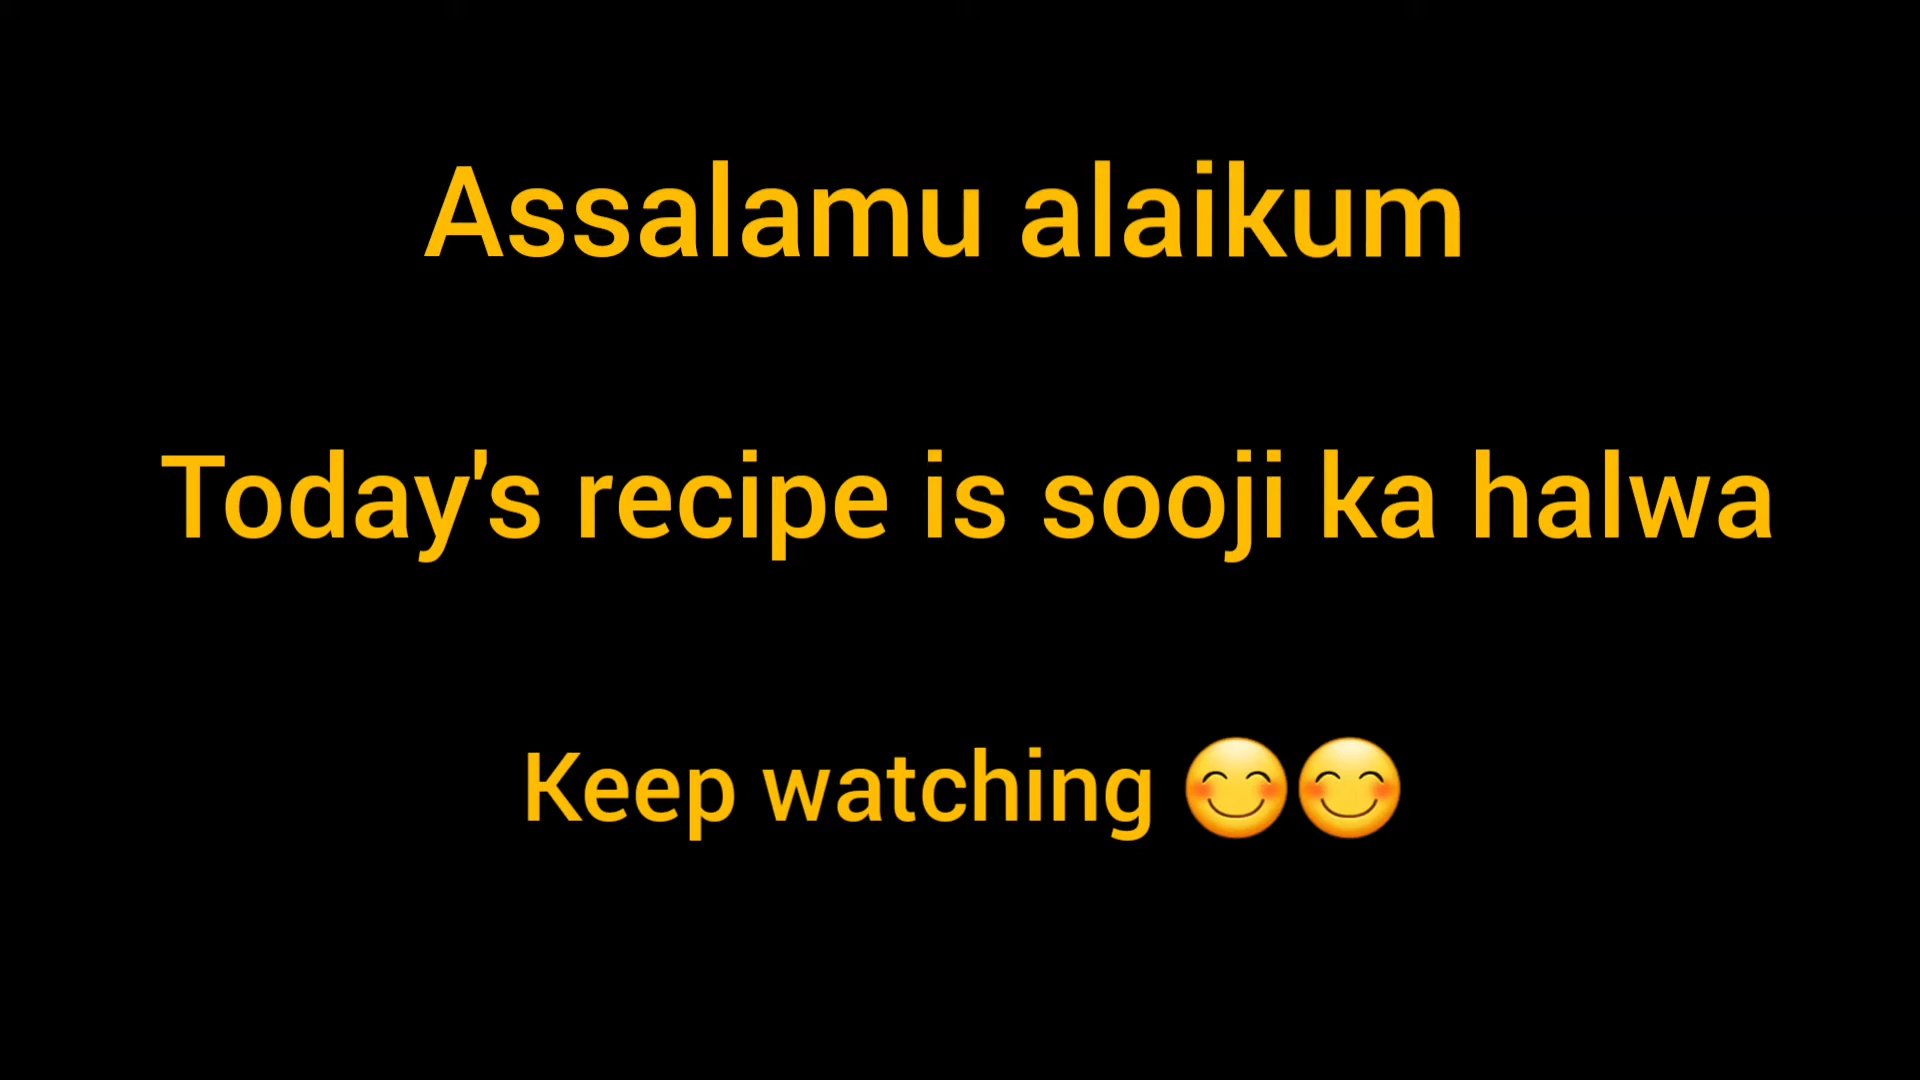 Assalamu alaikum
Today's recipe is sooji ka halwa
Keep watching 😊😊